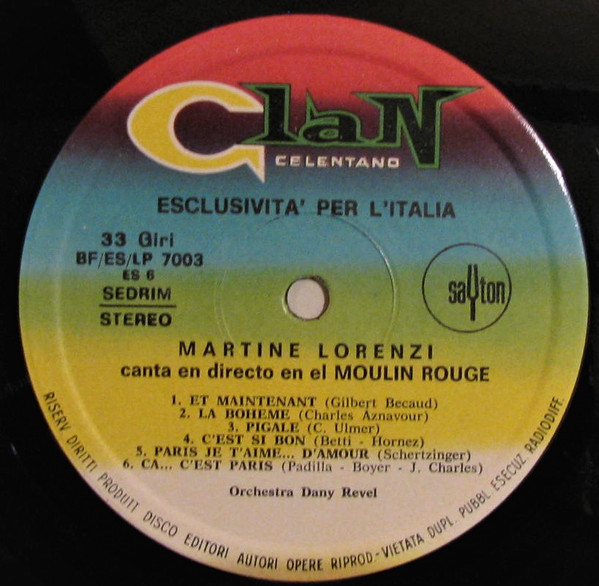 Clan
CELENTANO
ESCLUSIVITA' PER L'ITALIA
33 Giri
BF/ES/LP 7003
ES 6
SEDRIM
STEREO
sayton
MARTINE LORENZI
canta en directo en el MOULIN ROUGE
1. ET MAINTENANT (Gilbert Becaud)
2. LA BOHEME (Charles Aznavour)
3. PIGALE (C. Ulmer)
4. C'EST SI BON (Betti - Hornez)
5. PARIS JE T'AIME... D'AMOUR (Schertzinger)
6. CA... C'EST PARIS (Padilla - Boyer - J. Charles)
Orchestra Dany Revel
RISERV. DIRITTI PRODUTT. DISCO EDITORI AUTORI OPERE RIPROD.-VIETATA DUPL. PUBBL ESECUZ. RADIODIFF.